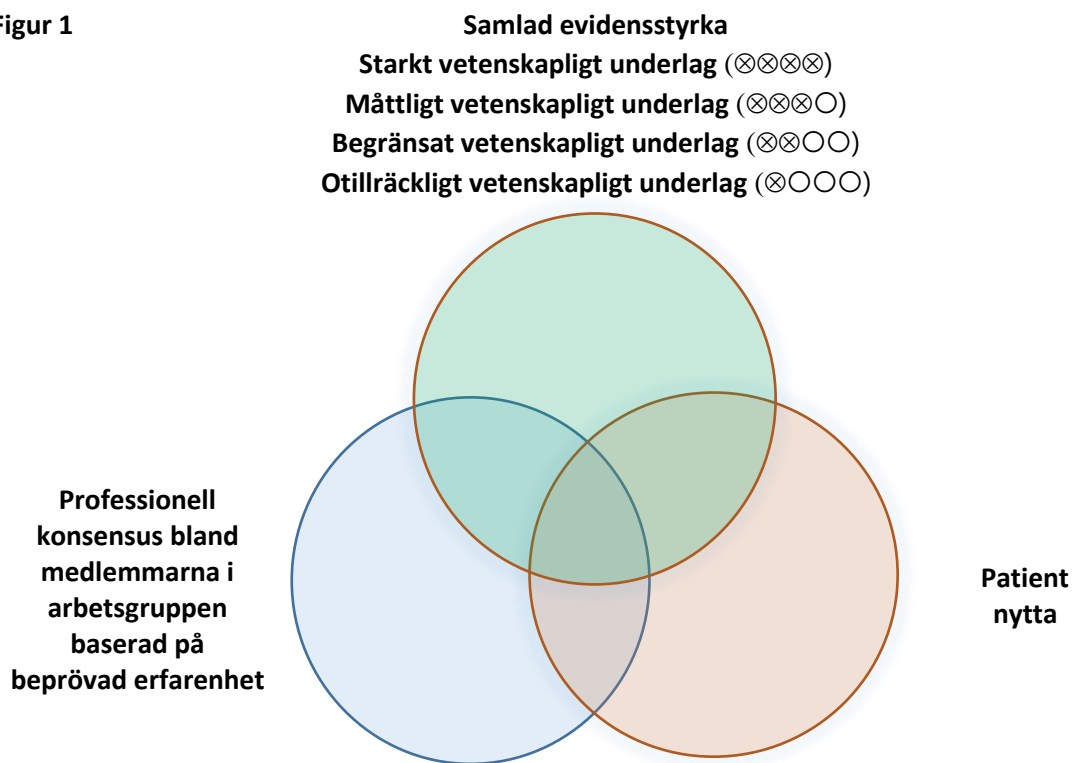 Figur 1
Samlad evidensstyrka
Starkt vetenskapligt underlag (⊗⊗⊗⊗)
Måttligt vetenskapligt underlag (⊗⊗⊗○)
Begränsat vetenskapligt underlag (⊗⊗○○)
Otillräckligt vetenskapligt underlag (⊗○○○)
Professionell
konsensus bland
medlemmarna i
arbetsgruppen
baserad på
beprövad erfarenhet
Patient
nytta